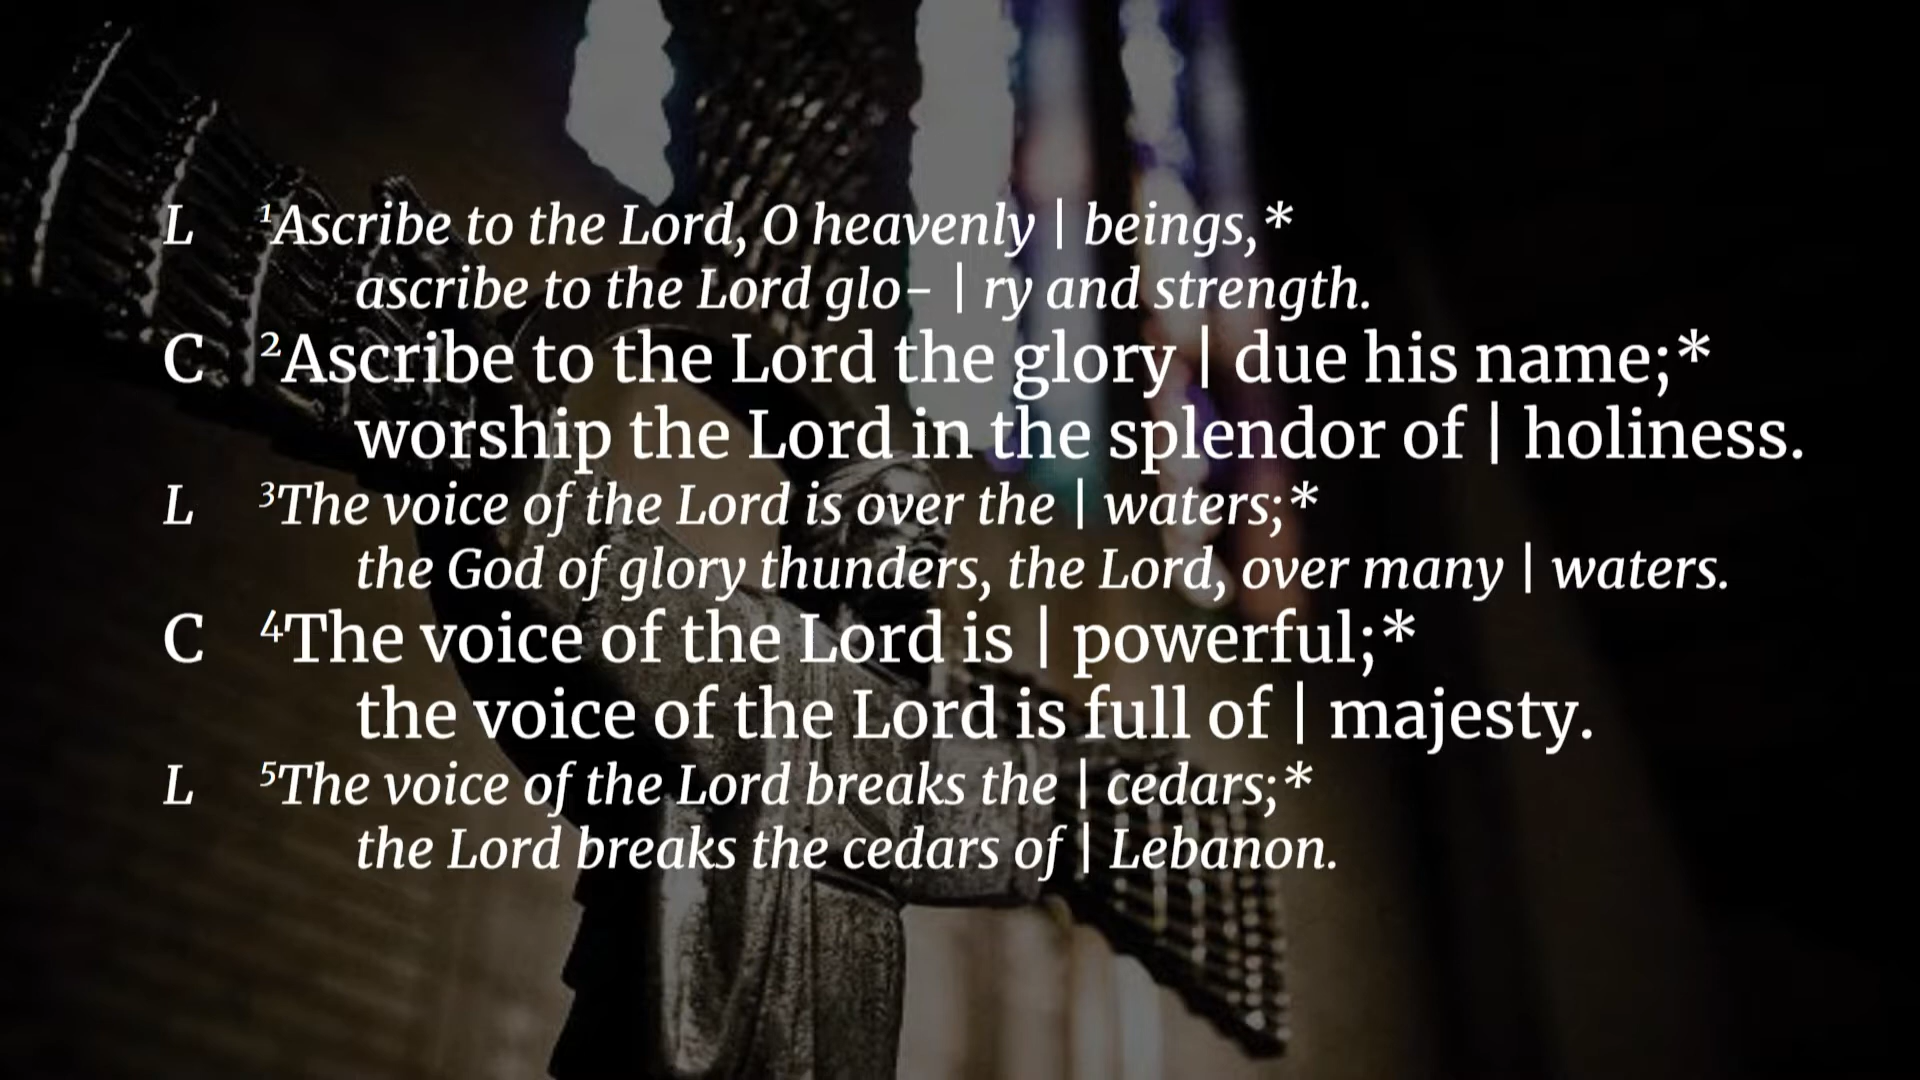 L ¹Ascribe to the Lord, O heavenly | beings,*
ascribe to the Lord glo– | ry and strength.
C ²Ascribe to the Lord the glory | due his name;*
worship the Lord in the splendor of | holiness.
L ³The voice of the Lord is over the | waters;*
the God of glory thunders, the Lord, over many | waters.
C ⁴The voice of the Lord is | powerful;*
the voice of the Lord is full of | majesty.
L ⁵The voice of the Lord breaks the | cedars;*
the Lord breaks the cedars of | Lebanon.